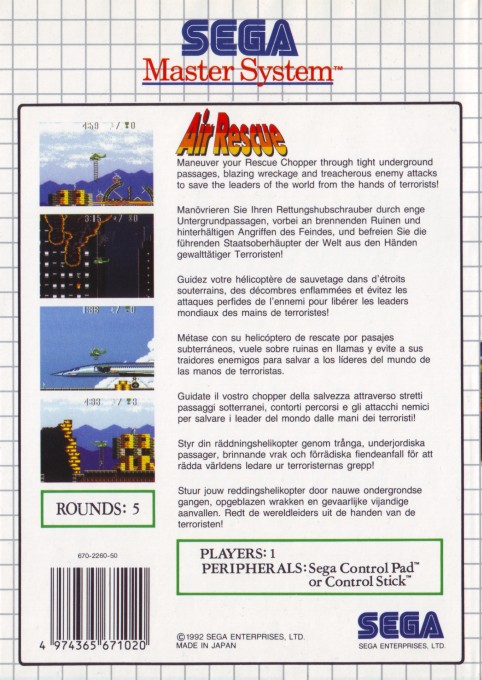 SEGA
Master System™
Air Rescue
Maneuver your Rescue Chopper through tight underground
passages, blazing wreckage and treacherous enemy attacks
to save the leaders of the world from the hands of terrorists!
Manövrieren Sie Ihren Rettungshubschrauber durch enge
Untergrundpassagen, vorbei an brennenden Ruinen und
hinterhältigen Angriffen des Feindes, und befreien Sie die
führenden Staatsoberhäupter der Welt aus den Händen
gewalttätiger Terroristen!
Guidez votre hélicoptère de sauvetage dans d'étroits
souterrains, des décombres enflammées et évitez les
attaques perfides de l'ennemi pour libérer les leaders
mondiaux des mains de terroristes!
Métase con su helicóptero de rescate por pasajes
subterráneos, vuele sobre ruinas en llamas y evite a sus
traidores enemigos para salvar a los líderes del mundo de
las manos de terroristas.
Guidate il vostro chopper della salvezza attraverso stretti
passaggi sotterranei, contorti percorsi e gli attacchi nemici
per salvare i leader del mondo dalle mani dei terroristi!
Styr din räddningshelikopter genom trånga, underjordiska
passager, brinnande vrak och förrädiska fiendeanfall för att
rädda världens ledare ur terroristernas grepp!
Stuur jouw reddingshelikopter door nauwe ondergrondse
gangen, opgeblazen wrakken en gevaarlijke vijandige
aanvallen. Redt de wereldleiders uit de handen van de
terroristen!
ROUNDS: 5
670-2260-50
4 974365 671020
PLAYERS: 1
PERIPHERALS: Sega Control Pad™
or Control Stick™
©1992 SEGA ENTERPRISES, LTD.
MADE IN JAPAN
SEGA
SEGA ENTERPRISES, LTD.